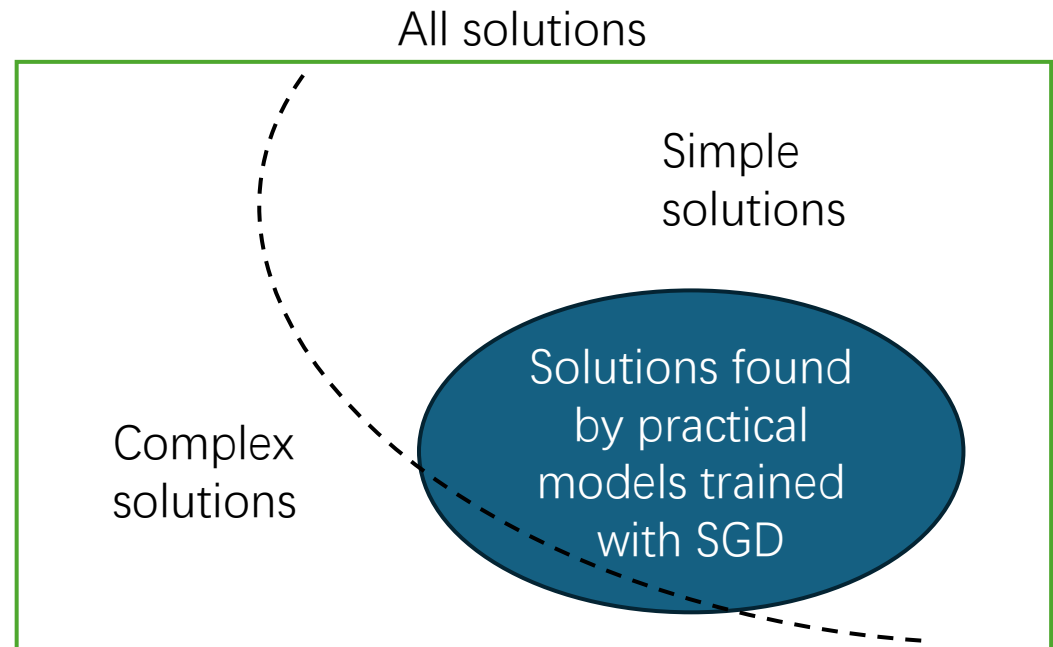 All solutions
Simple
solutions
Solutions found
by practical
models trained
with SGD
Complex
solutions